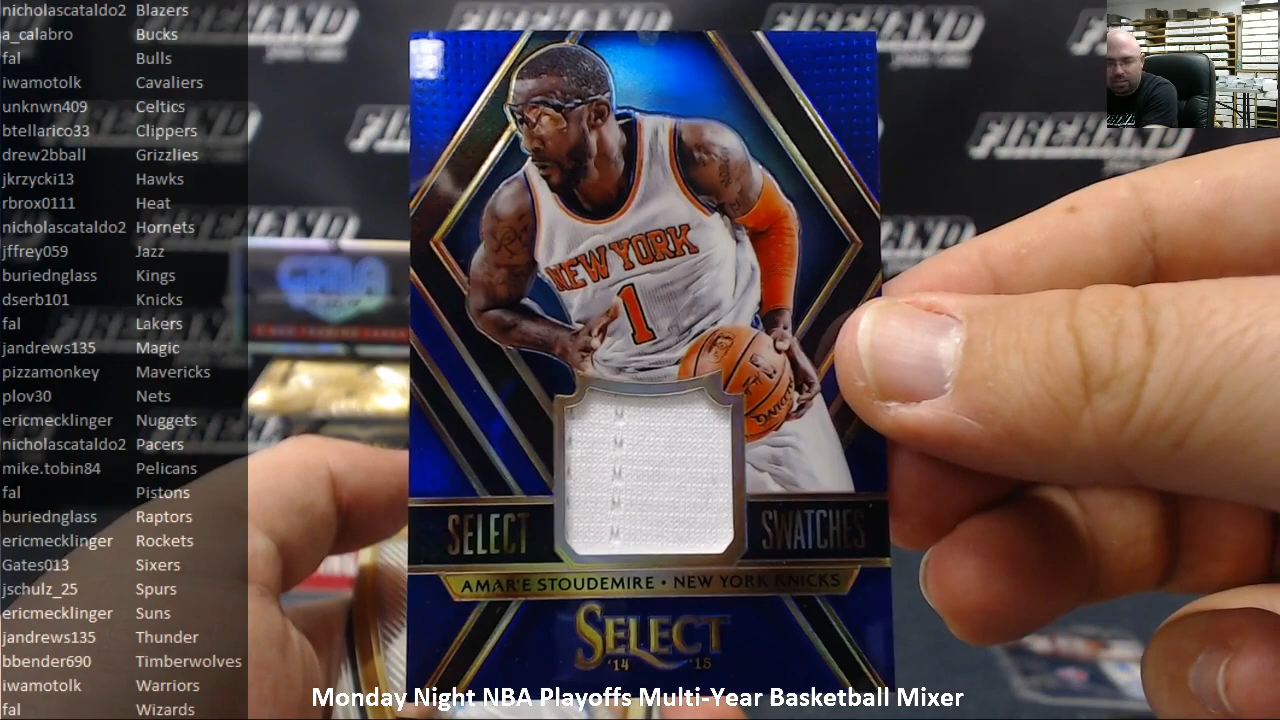 nicholascataldo2 Blazers
a_calabro Bucks
fal Bulls
iwamotolk Cavaliers
unknwn409 Celtics
btellarico33 Clippers
drew2bball Grizzlies
jkrzycki13 Hawks
rbrox0111 Heat
nicholascataldo2 Hornets
jffrey059 Jazz
buriednglass Kings
dserb101 Knicks
fal Lakers
jandrews135 Magic
pizzamonkey Mavericks
plov30 Nets
ericmecklinger Nuggets
nicholascataldo2 Pacers
mike.tobin84 Pelicans
fal Pistons
buriednglass Raptors
ericmecklinger Rockets
Gates013 Sixers
jschulz_25 Spurs
ericmecklinger Suns
jandrews135 Thunder
bbender690 Timberwolves
iwamotolk Warriors
fal Wizards
FIREHAND
FIREHAND
FIREHAND
GALA
NEW YORK
1
SELECT SWATCHES
AMAR'E STOUDEMIRE • NEW YORK KNICKS
SELECT
'14 '15
Monday Night NBA Playoffs Multi-Year Basketball Mixer